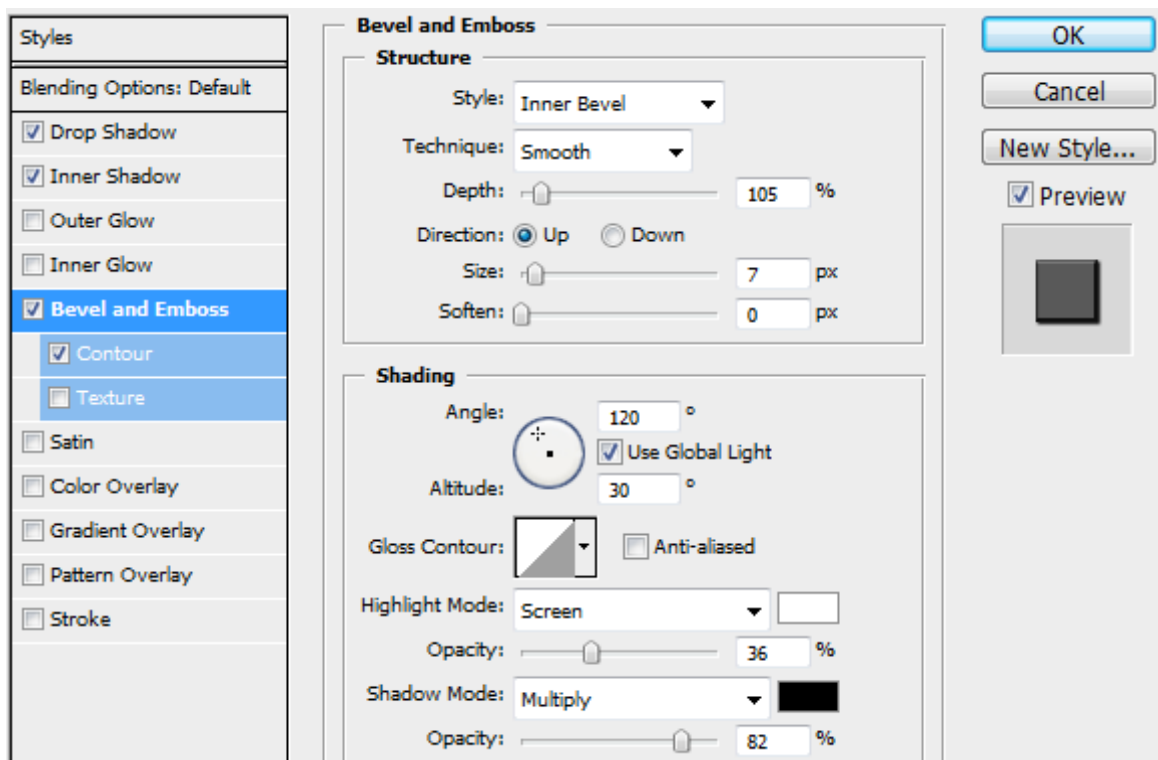 Styles
Blending Options: Default
Drop Shadow
Inner Shadow
Outer Glow
Inner Glow
Bevel and Emboss
Contour
Texture
Satin
Color Overlay
Gradient Overlay
Pattern Overlay
Stroke
Bevel and Emboss
Structure
Style: Inner Bevel
Technique: Smooth
Depth: 105 %
Direction: Up Down
Size: 7 px
Soften: 0 px
Shading
Angle: 120 °
Use Global Light
Altitude: 30 °
Gloss Contour: Anti-aliased
Highlight Mode: Screen
Opacity: 36 %
Shadow Mode: Multiply
Opacity: 82 %
OK
Cancel
New Style...
Preview